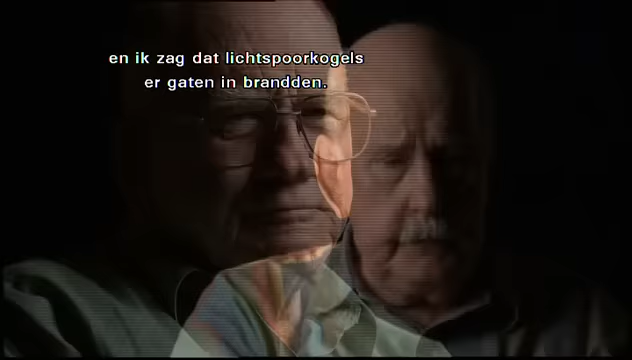 en ik zag dat lichtspoorkogels
er gaten in brandden.